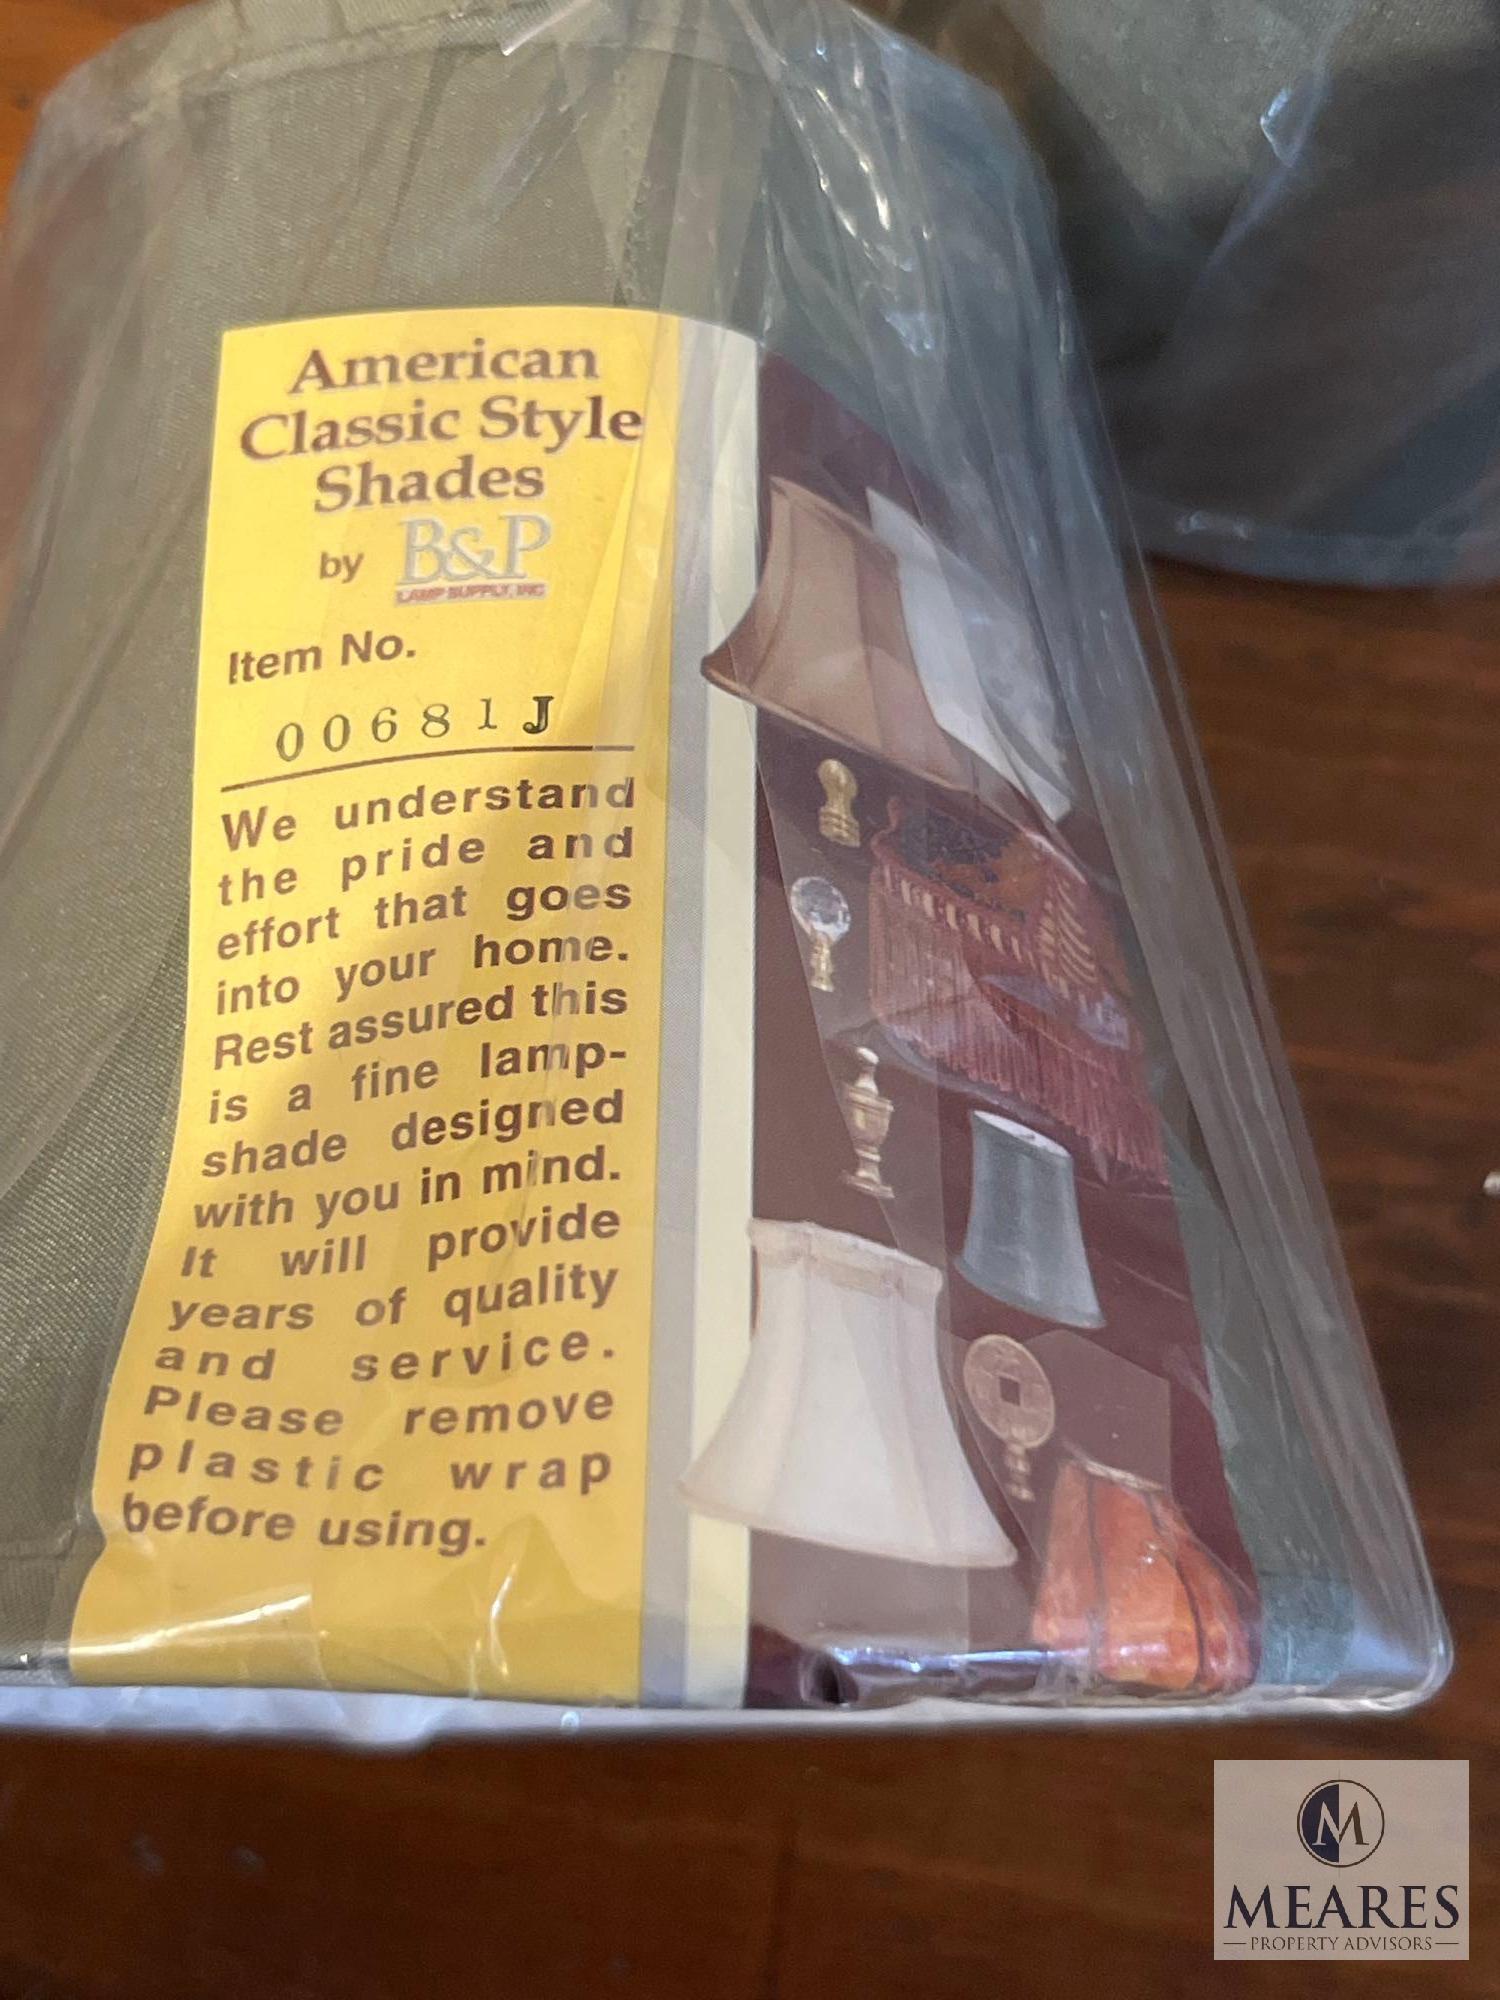 American
Classic Style
Shades
by B&P
LAMP SUPPLY, INC
Item No.
00681J
We understand
the pride and
effort that goes
into your home.
Rest assured this
is a fine lamp-
shade designed
with you in mind.
It will provide
years of quality
and service.
Please remove
plastic wrap
before using.
M
MEARES
PROPERTY ADVISORS